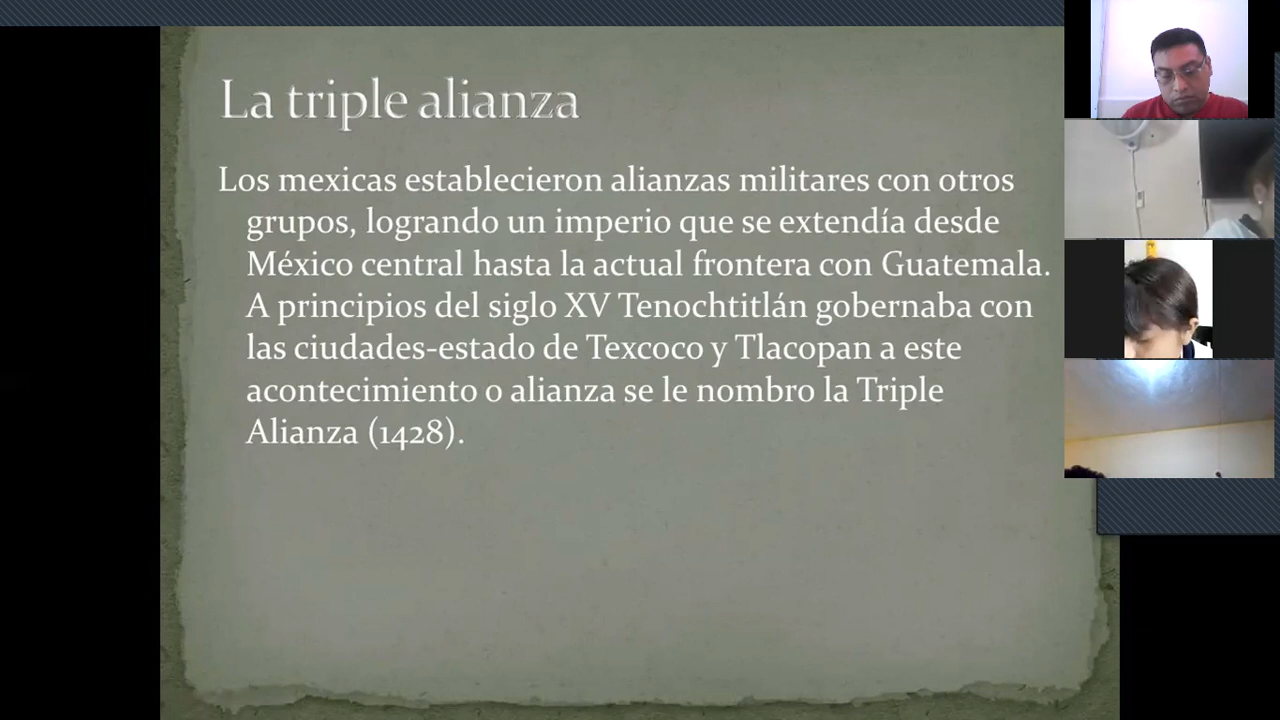 La triple alianza
Los mexicas establecieron alianzas militares con otros
grupos, logrando un imperio que se extendía desde
México central hasta la actual frontera con Guatemala.
A principios del siglo XV Tenochtitlán gobernaba con
las ciudades-estado de Texcoco y Tlacopan a este
acontecimiento o alianza se le nombro la Triple
Alianza (1428).